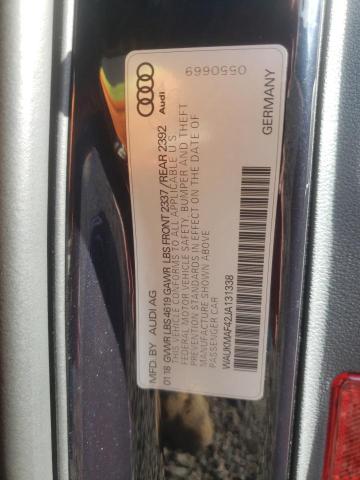 Audi
0550669
MFD. BY AUDI AG
01 18 GVWR LBS 4619 GAWR LBS FRONT 2337 / REAR 2392
THIS VEHICLE CONFORMS TO ALL APPLICABLE U S
FEDERAL MOTOR VEHICLE SAFETY, BUMPER AND THEFT
PREVENTION STANDARDS IN EFFECT ON THE DATE OF
MANUFACTURE SHOWN ABOVE
PASSENGER CAR
WAUKMAF42JA131338
GERMANY